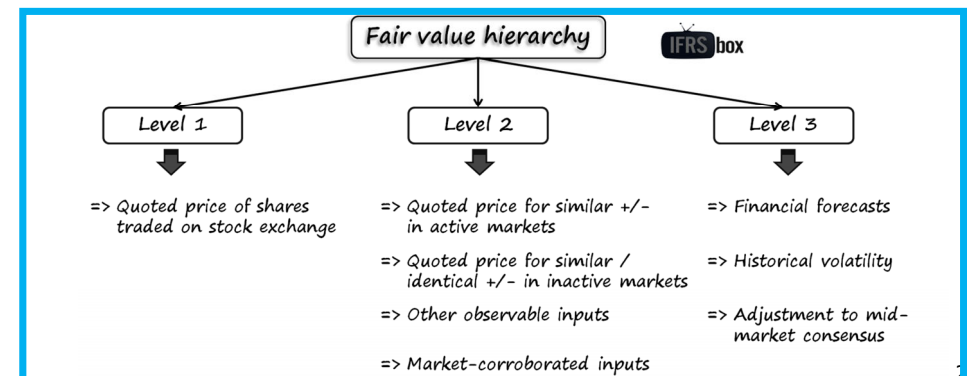 Fair value hierarchy
IFRS box
Level 1
Level 2
Level 3
=> Quoted price of shares
traded on stock exchange
=> Quoted price for similar +/-
in active markets
=> Quoted price for similar /
identical +/- in inactive markets
=> Other observable inputs
=> Market-corroborated inputs
=> Financial forecasts
=> Historical volatility
=> Adjustment to mid-
market consensus